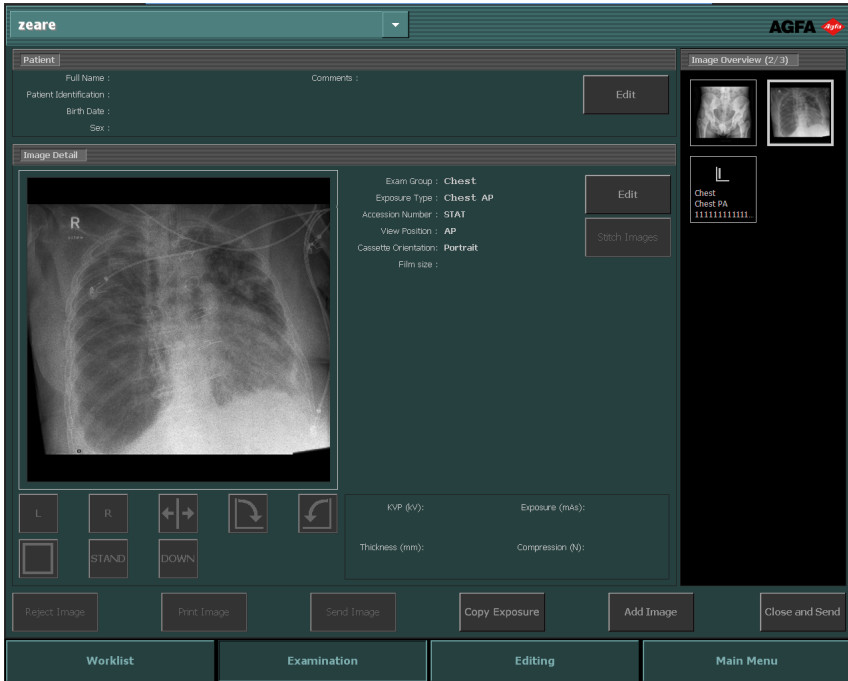 zeare
AGFA Agfa
Patient
Full Name :
Comments :
Patient Identification :
Birth Date :
Sex :
Edit
Image Overview (2/3)
Image Detail
R
Exam Group : Chest
Exposure Type : Chest AP
Accession Number : STAT
View Position : AP
Cassette Orientation: Portrait
Film size :
Edit
Stitch Images
L
Chest
Chest PA
111111111111...
L
R
STAND
DOWN
KVP (kV):
Exposure (mAs):
Thickness (mm):
Compression (N):
Reject Image
Print Image
Send Image
Copy Exposure
Add Image
Close and Send
Worklist
Examination
Editing
Main Menu